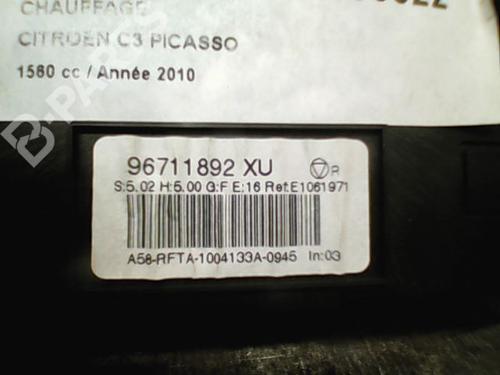 CHAUFFAGE
CITROEN C3 PICASSO
1560 cc / Année 2010
96711892 XU
R
S:5.02 H:5.00 G:F E:16 Ref:E1061971
A58-RFTA-1004133A-0945 In:03